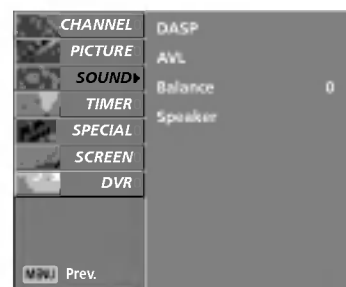 CHANNEL
PICTURE
SOUND
TIMER
SPECIAL
SCREEN
DVR
MENU Prev.
DASP
AVL
Balance 0
Speaker